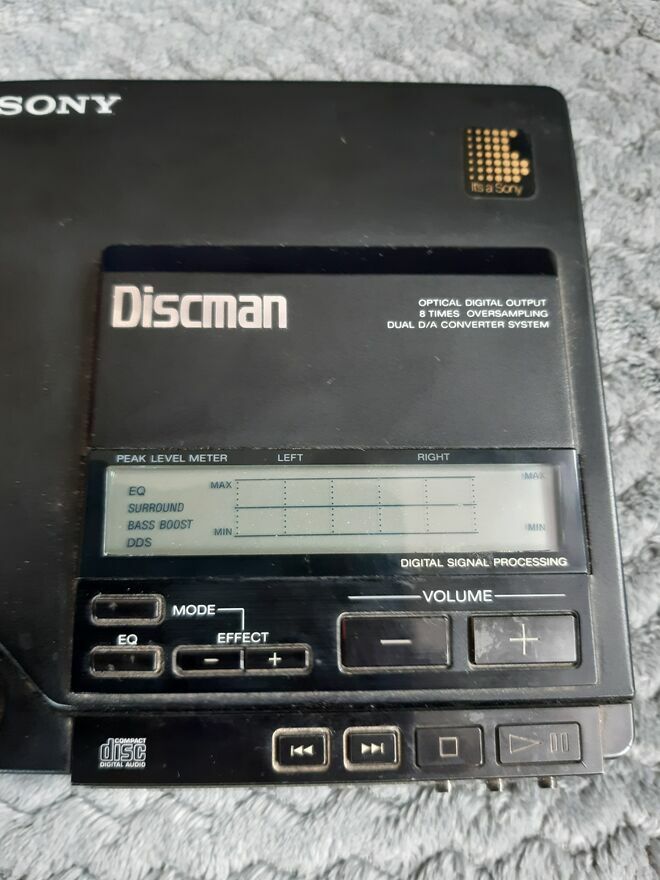 SONY
It's a Sony
Discman
OPTICAL DIGITAL OUTPUT
8 TIMES OVERSAMPLING
DUAL D/A CONVERTER SYSTEM
PEAK LEVEL METER LEFT RIGHT
EQ MAX MAX
SURROUND
BASS BOOST MIN MIN
DDS
DIGITAL SIGNAL PROCESSING
MODE VOLUME
EQ EFFECT
− + − +
COMPACT
disc
DIGITAL AUDIO